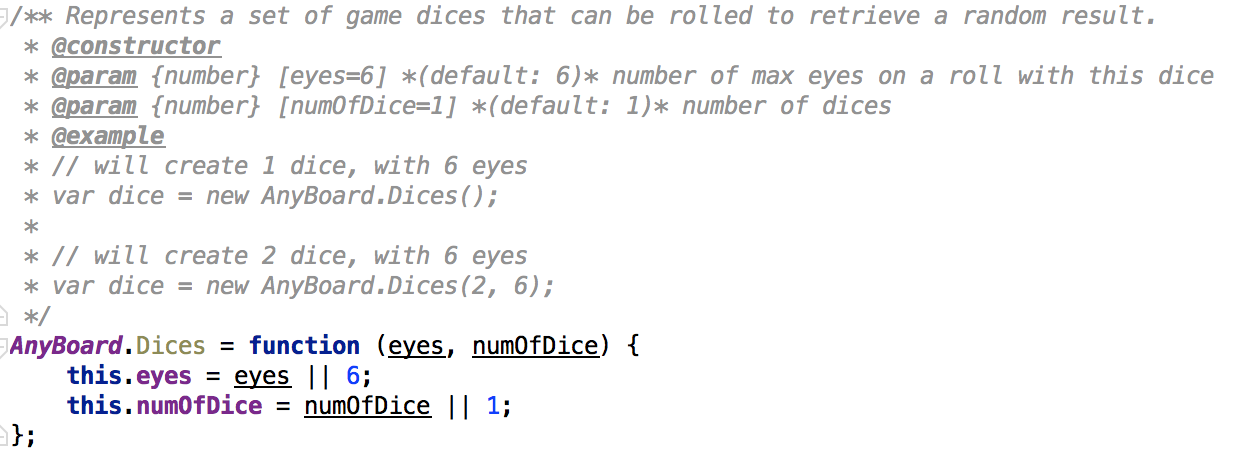 /** Represents a set of game dices that can be rolled to retrieve a random result.
 * @constructor
 * @param {number} [eyes=6] *(default: 6)* number of max eyes on a roll with this dice
 * @param {number} [numOfDice=1] *(default: 1)* number of dices
 * @example
 * // will create 1 dice, with 6 eyes
 * var dice = new AnyBoard.Dices();
 *
 * // will create 2 dice, with 6 eyes
 * var dice = new AnyBoard.Dices(2, 6);
 */
AnyBoard.Dices = function (eyes, numOfDice) {
    this.eyes = eyes || 6;
    this.numOfDice = numOfDice || 1;
};